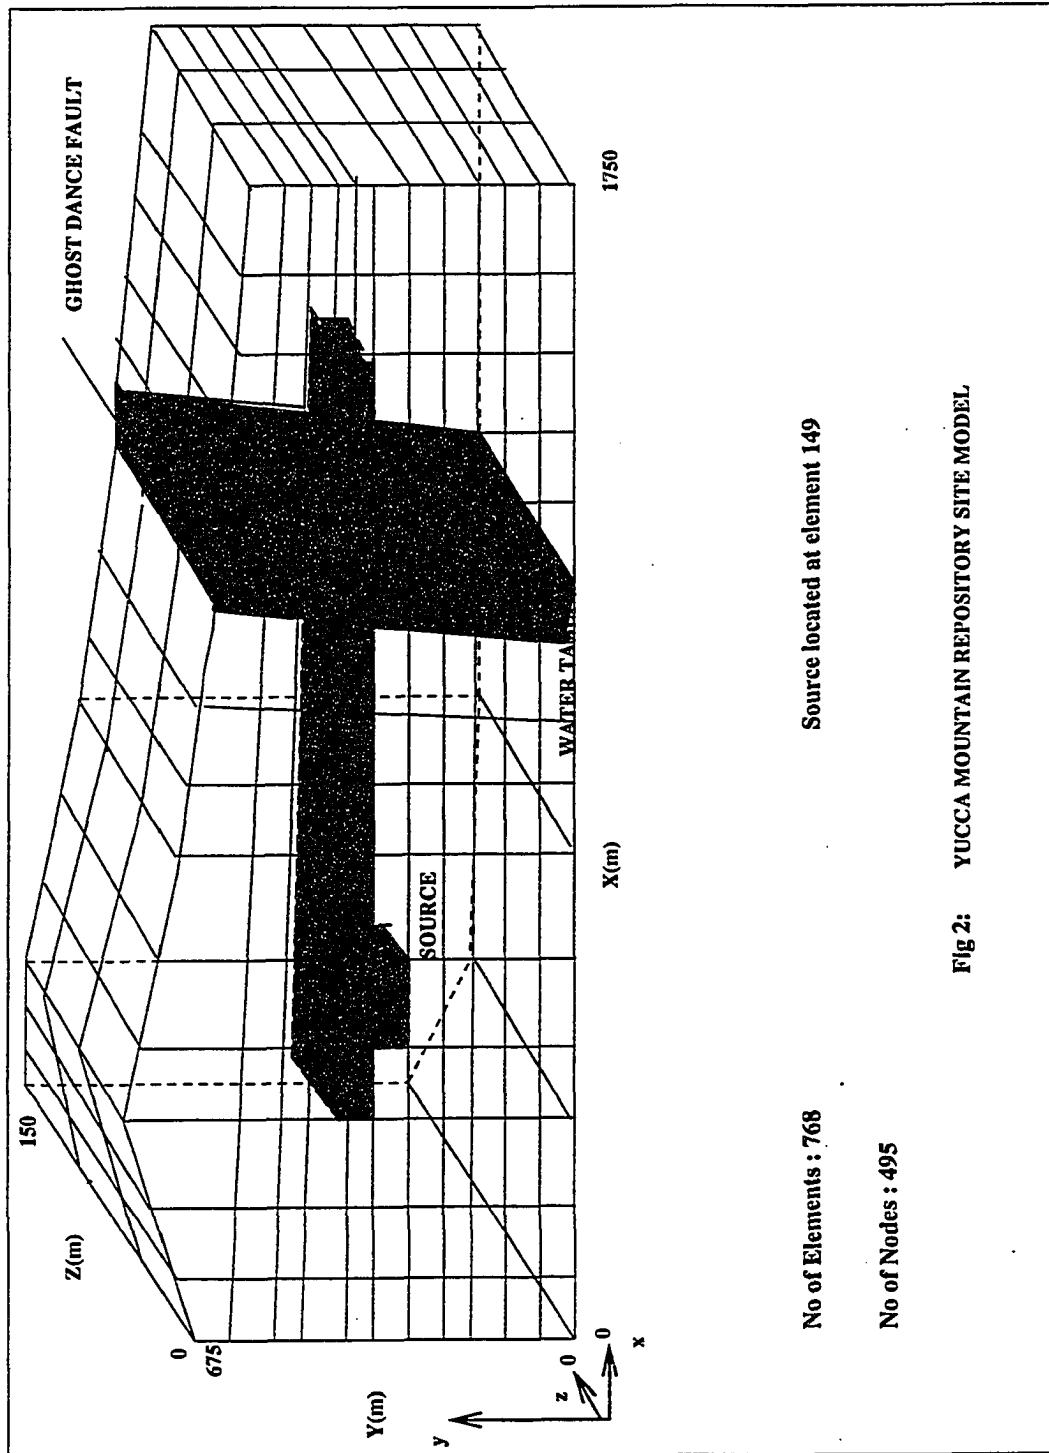 GHOST DANCE FAULT
150
Z(m)
0
675
Y(m)
y
z
0
0
x
SOURCE
WATER TA
X(m)
1750
Source located at element 149
No of Elements : 768
No of Nodes : 495
Fig 2: YUCCA MOUNTAIN REPOSITORY SITE MODEL